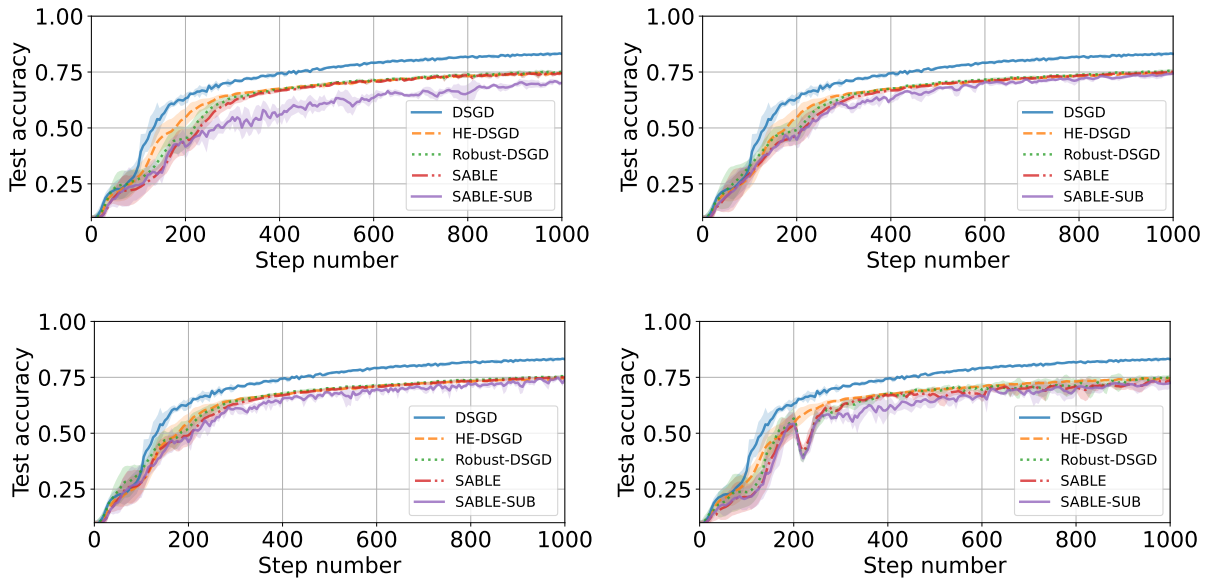 1.00
0.75
0.50
0.25
Test accuracy
DSGD
HE-DSGD
Robust-DSGD
SABLE
SABLE-SUB
0 200 400 600 800 1000
Step number
1.00
0.75
0.50
0.25
Test accuracy
DSGD
HE-DSGD
Robust-DSGD
SABLE
SABLE-SUB
0 200 400 600 800 1000
Step number
1.00
0.75
0.50
0.25
Test accuracy
DSGD
HE-DSGD
Robust-DSGD
SABLE
SABLE-SUB
0 200 400 600 800 1000
Step number
1.00
0.75
0.50
0.25
Test accuracy
DSGD
HE-DSGD
Robust-DSGD
SABLE
SABLE-SUB
0 200 400 600 800 1000
Step number